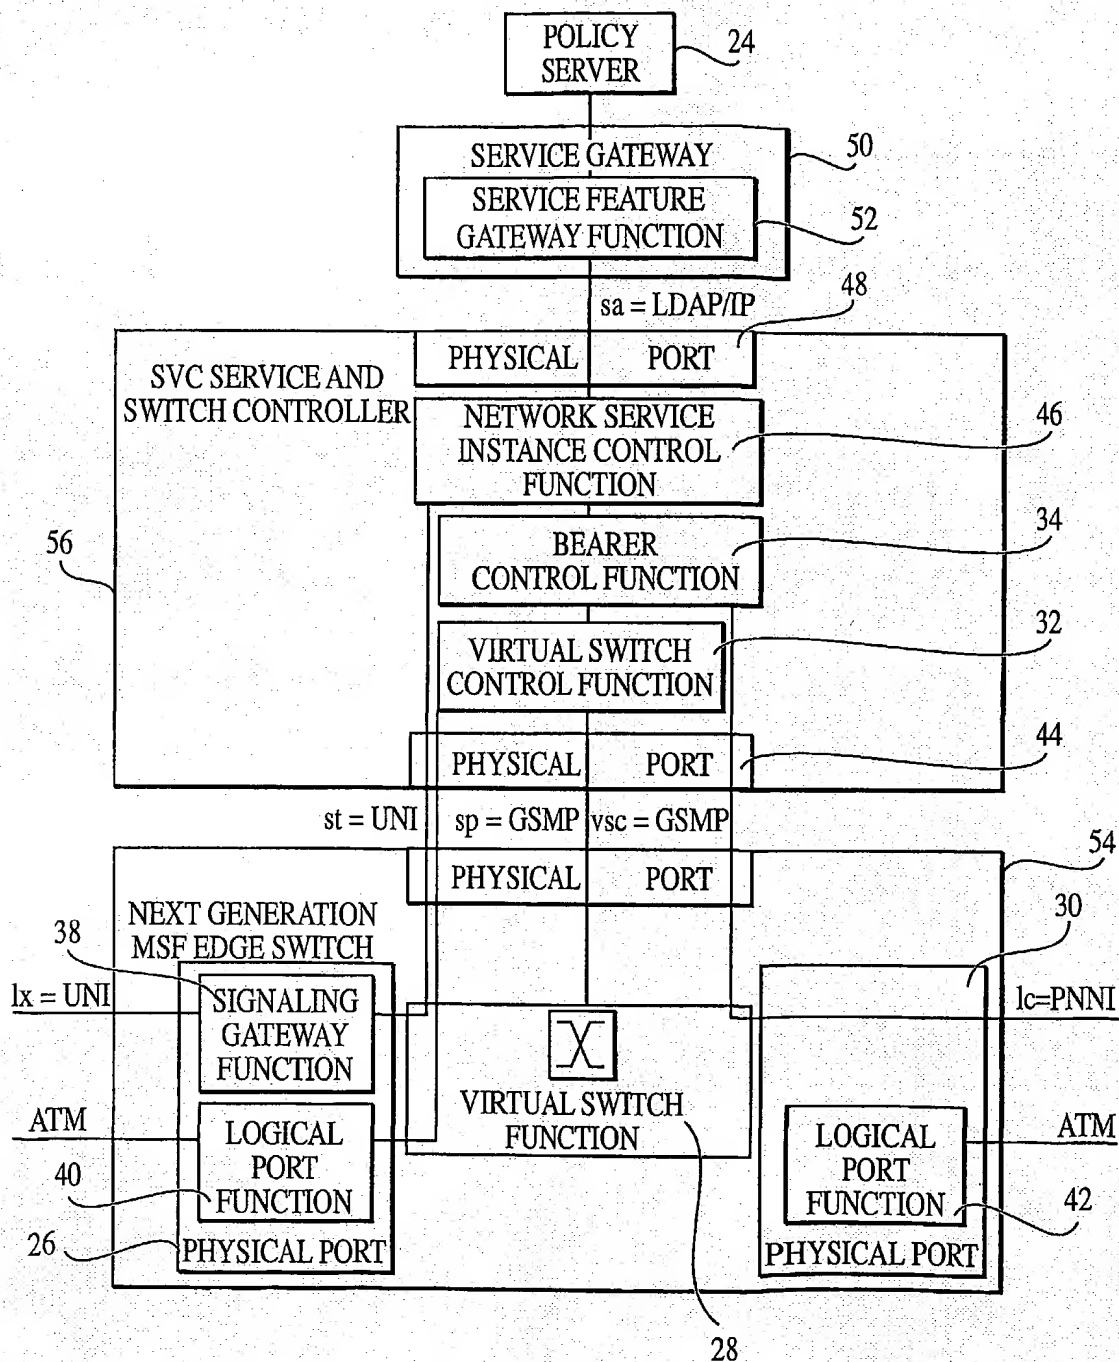 POLICY
SERVER
24
SERVICE GATEWAY
50
SERVICE FEATURE
GATEWAY FUNCTION
52
sa = LDAP/IP
48
PHYSICAL PORT
SVC SERVICE AND
SWITCH CONTROLLER
NETWORK SERVICE
INSTANCE CONTROL
FUNCTION
46
56
BEARER
CONTROL FUNCTION
34
VIRTUAL SWITCH
CONTROL FUNCTION
32
PHYSICAL PORT
44
st = UNI
sp = GSMP
vsc = GSMP
54
PHYSICAL PORT
NEXT GENERATION
MSF EDGE SWITCH
30
38
lx = UNI
SIGNALING
GATEWAY
FUNCTION
lc=PNNI
VIRTUAL SWITCH
FUNCTION
ATM
LOGICAL
PORT
FUNCTION
40
LOGICAL
PORT
FUNCTION
ATM
42
26
PHYSICAL PORT
PHYSICAL PORT
28